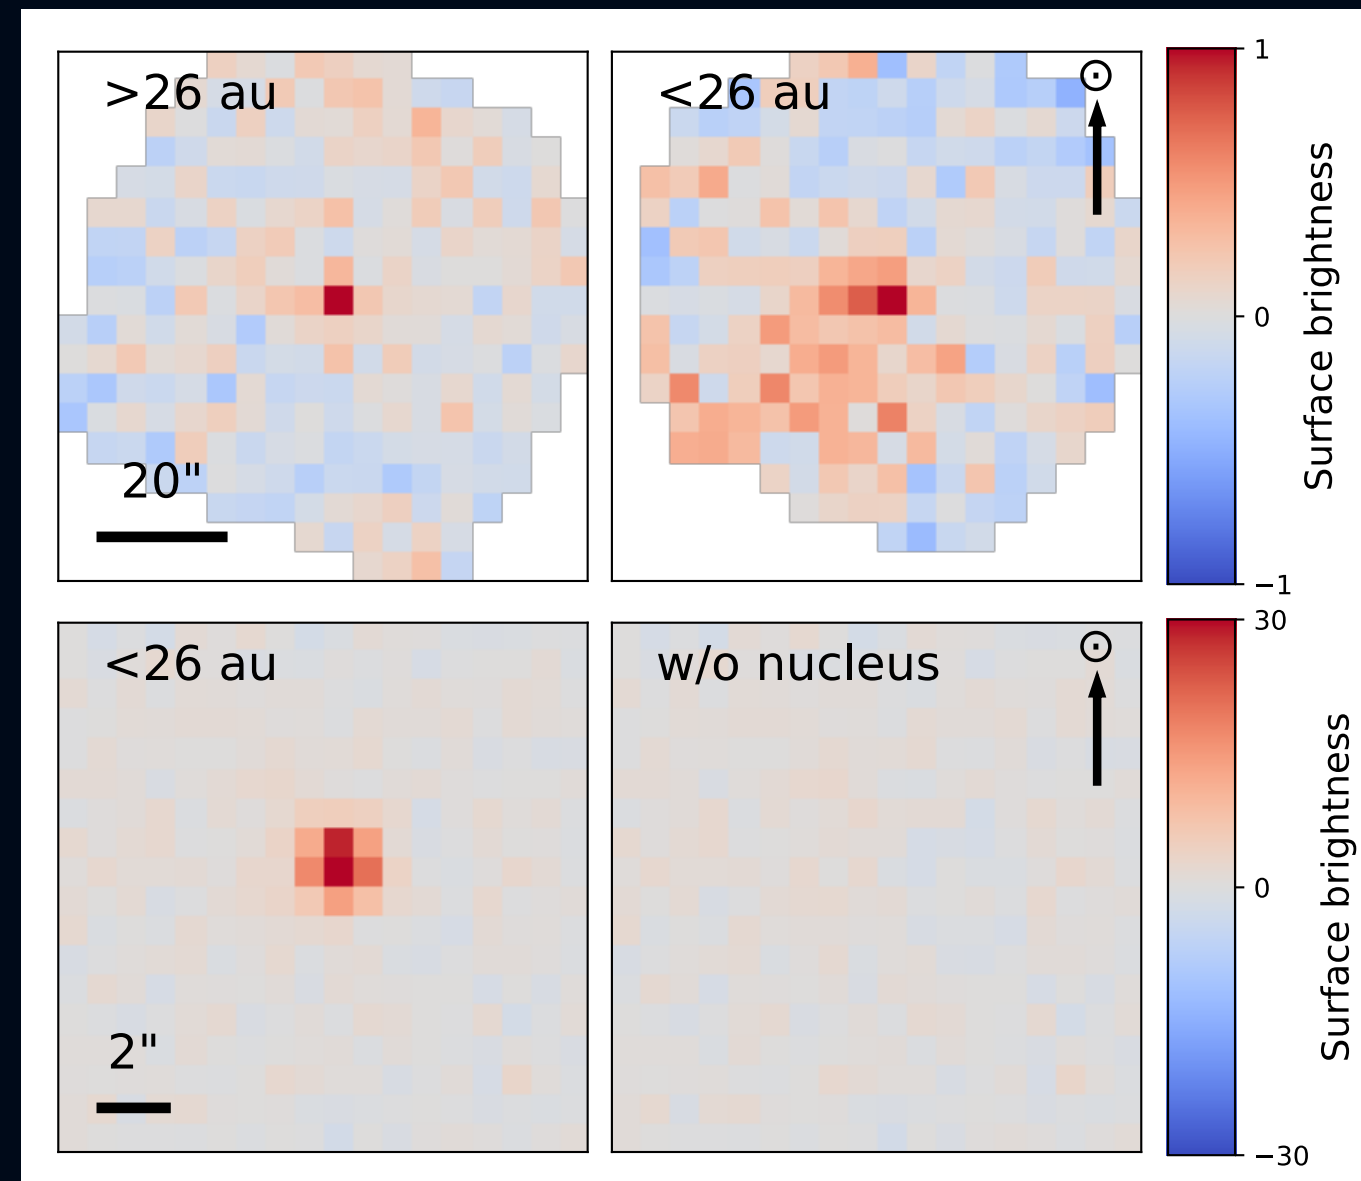 >26 au
<26 au
⊙
20"
1
0
−1
Surface brightness
<26 au
w/o nucleus
⊙
2"
30
0
−30
Surface brightness